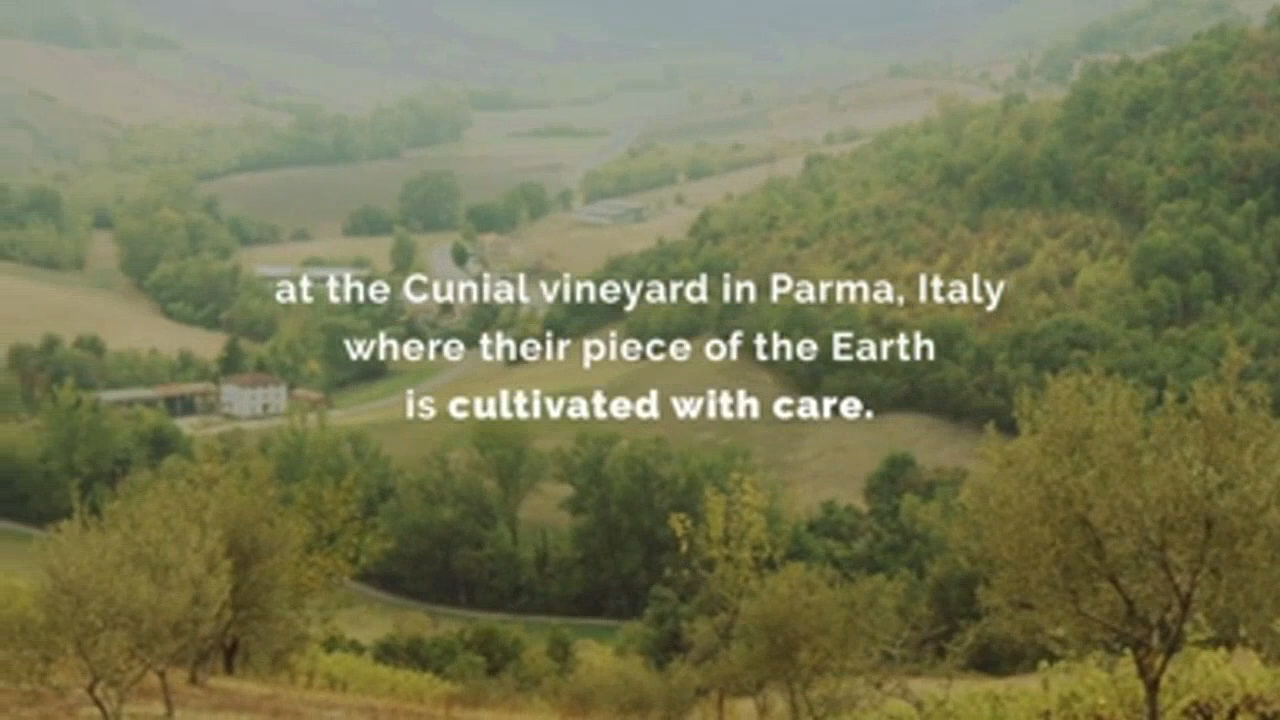 at the Cunial vineyard in Parma, Italy
where their piece of the Earth
is cultivated with care.